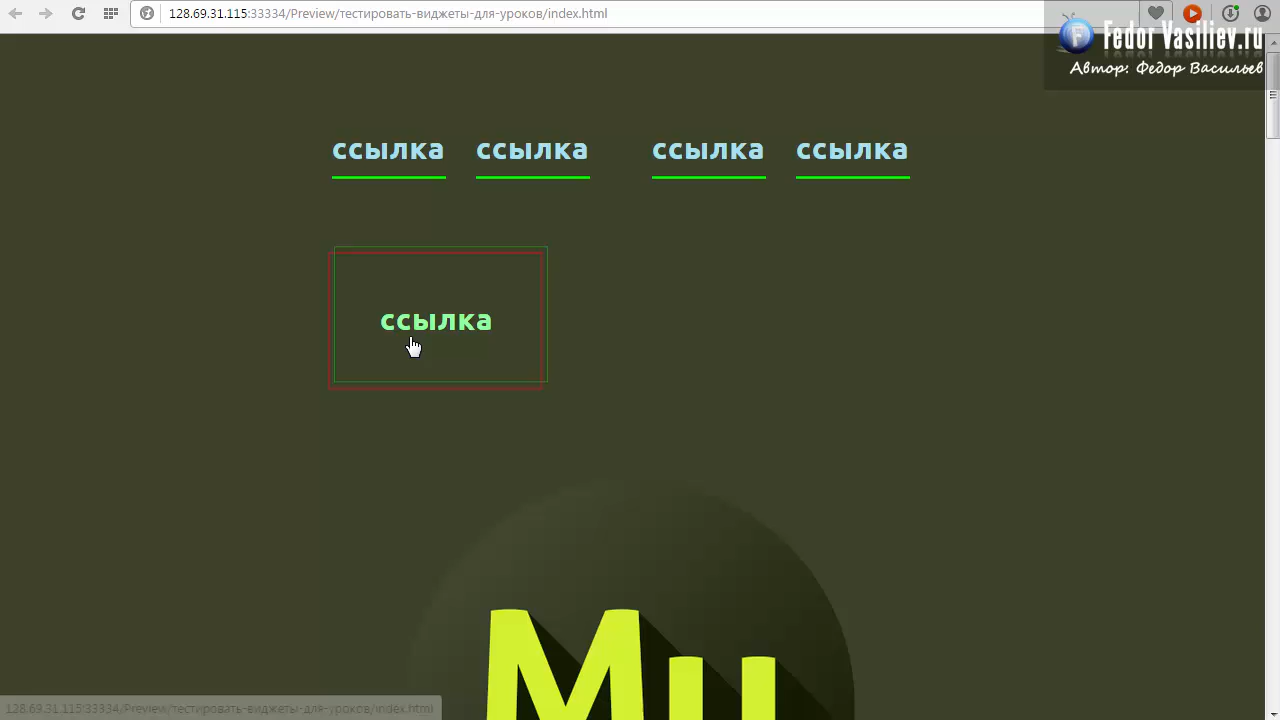 128.69.31.115:33334/Preview/тестировать-виджеты-для-уроков/index.html
Fedor Vasiliev.ru
Автор: Федор Васильев
ссылка ссылка ссылка ссылка
ссылка
Mu
128.69.31.115:33334/Preview/тестировать-виджеты-для-уроков/index.html